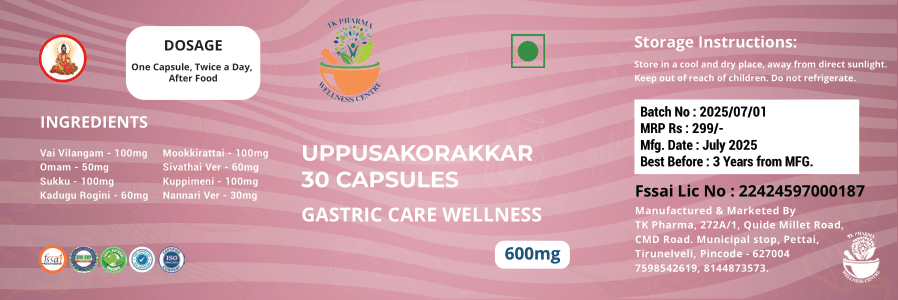 DOSAGE
One Capsule, Twice a Day,
After Food
INGREDIENTS
Vai Vilangam - 100mg
Omam - 50mg
Sukku - 100mg
Kadugu Rogini - 60mg
Mookkirattai - 100mg
Sivathai Ver - 60mg
Kuppimeni - 100mg
Nannari Ver - 30mg
fssai
ISO
TK PHARMA
WELLNESS CENTRE
UPPUSAKORAKKAR
30 CAPSULES
GASTRIC CARE WELLNESS
600mg
Storage Instructions:
Store in a cool and dry place, away from direct sunlight.
Keep out of reach of children. Do not refrigerate.
Batch No : 2025/07/01
MRP Rs : 299/-
Mfg. Date : July 2025
Best Before : 3 Years from MFG.
Fssai Lic No : 22424597000187
Manufactured & Marketed By
TK Pharma, 272A/1, Quide Millet Road,
CMD Road. Municipal stop, Pettai,
Tirunelveli, Pincode - 627004
7598542619, 8144873573.
TK PHARMA
WELLNESS CENTRE